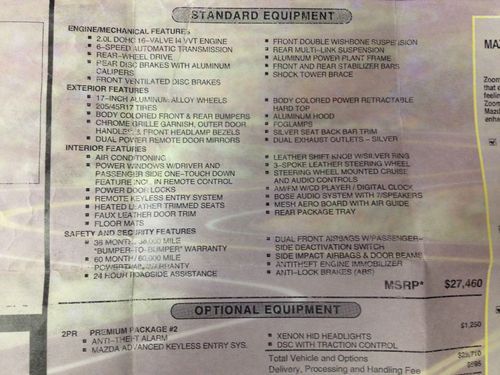 STANDARD EQUIPMENT
ENGINE/MECHANICAL FEATURES
2.0L DOHC 16-VALVE I4 VVT ENGINE
6-SPEED AUTOMATIC TRANSMISSION
REAR-WHEEL DRIVE
REAR DISC BRAKES WITH ALUMINUM
CALIPERS
FRONT VENTILATED DISC BRAKES
FRONT DOUBLE WISHBONE SUSPENSION
REAR MULTI-LINK SUSPENSION
ALUMINUM POWER PLANT FRAME
FRONT AND REAR STABILIZER BARS
SHOCK TOWER BRACE
EXTERIOR FEATURES
17-INCH ALUMINUM ALLOY WHEELS
205/45R17 TIRES
BODY COLORED FRONT & REAR BUMPERS
CHROME GRILLE GARNISH, OUTER DOOR
HANDLES, & FRONT HEADLAMP BEZELS
DUAL POWER REMOTE DOOR MIRRORS
BODY COLORED POWER RETRACTABLE
HARD TOP
ALUMINUM HOOD
FOGLAMPS
SILVER SEAT BACK BAR TRIM
DUAL EXHAUST OUTLETS - SILVER
INTERIOR FEATURES
AIR CONDITIONING
POWER WINDOWS W/DRIVER AND
PASSENGER SIDE ONE-TOUCH DOWN
FEATURE INCL. IN REMOTE CONTROL
POWER DOOR LOCKS
REMOTE KEYLESS ENTRY SYSTEM
HEATED LEATHER TRIMMED SEATS
FAUX LEATHER DOOR TRIM
FLOOR MATS
LEATHER SHIFT KNOB W/SILVER RING
3-SPOKE LEATHER STEERING WHEEL
STEERING WHEEL MOUNTED CRUISE
AND AUDIO CONTROLS
AM/FM W/CD PLAYER / DIGITAL CLOCK
BOSE AUDIO SYSTEM WITH 7/SPEAKERS
MESH AERO BOARD WITH AIR GUIDE
REAR PACKAGE TRAY
SAFETY AND SECURITY FEATURES
36 MONTH/36,000 MILE
"BUMPER-TO-BUMPER" WARRANTY
60 MONTH/60,000 MILE
POWERTRAIN WARRANTY
24 HOUR ROADSIDE ASSISTANCE
DUAL FRONT AIRBAGS W/PASSENGER-
SIDE DEACTIVATION SWITCH
SIDE IMPACT AIRBAGS & DOOR BEAMS
ANTITHEFT ENGINE IMMOBILIZER
ANTI-LOCK BRAKES (ABS)
MSRP* $27,460
OPTIONAL EQUIPMENT
2PR PREMIUM PACKAGE #2 $1,250
ANTI-THEFT ALARM
MAZDA ADVANCED KEYLESS ENTRY SYS.
XENON HID HEADLIGHTS
DSC WITH TRACTION CONTROL
Total Vehicle and Options $28,710
Delivery, Processing and Handling Fee
MAZ
Zoom
that
feeling
Zoom
Mazda
enha